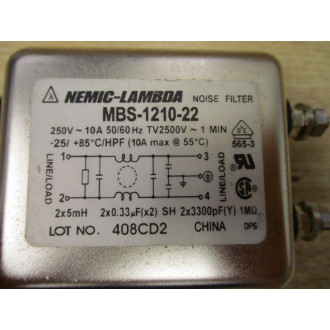 NEMIC-LAMBDA NOISE FILTER
MBS-1210-22
250V~10A 50/60Hz TV2500V~1 MIN
-25/ +85°C/HPF (10A max @ 55°C)
565-3
1 3
LINE/LOAD LINE/LOAD
2 4
2x5mH 2x0.33µF(x2) SH 2x3300pF(Y) 1MΩ
LOT NO. 408CD2 CHINA DPS